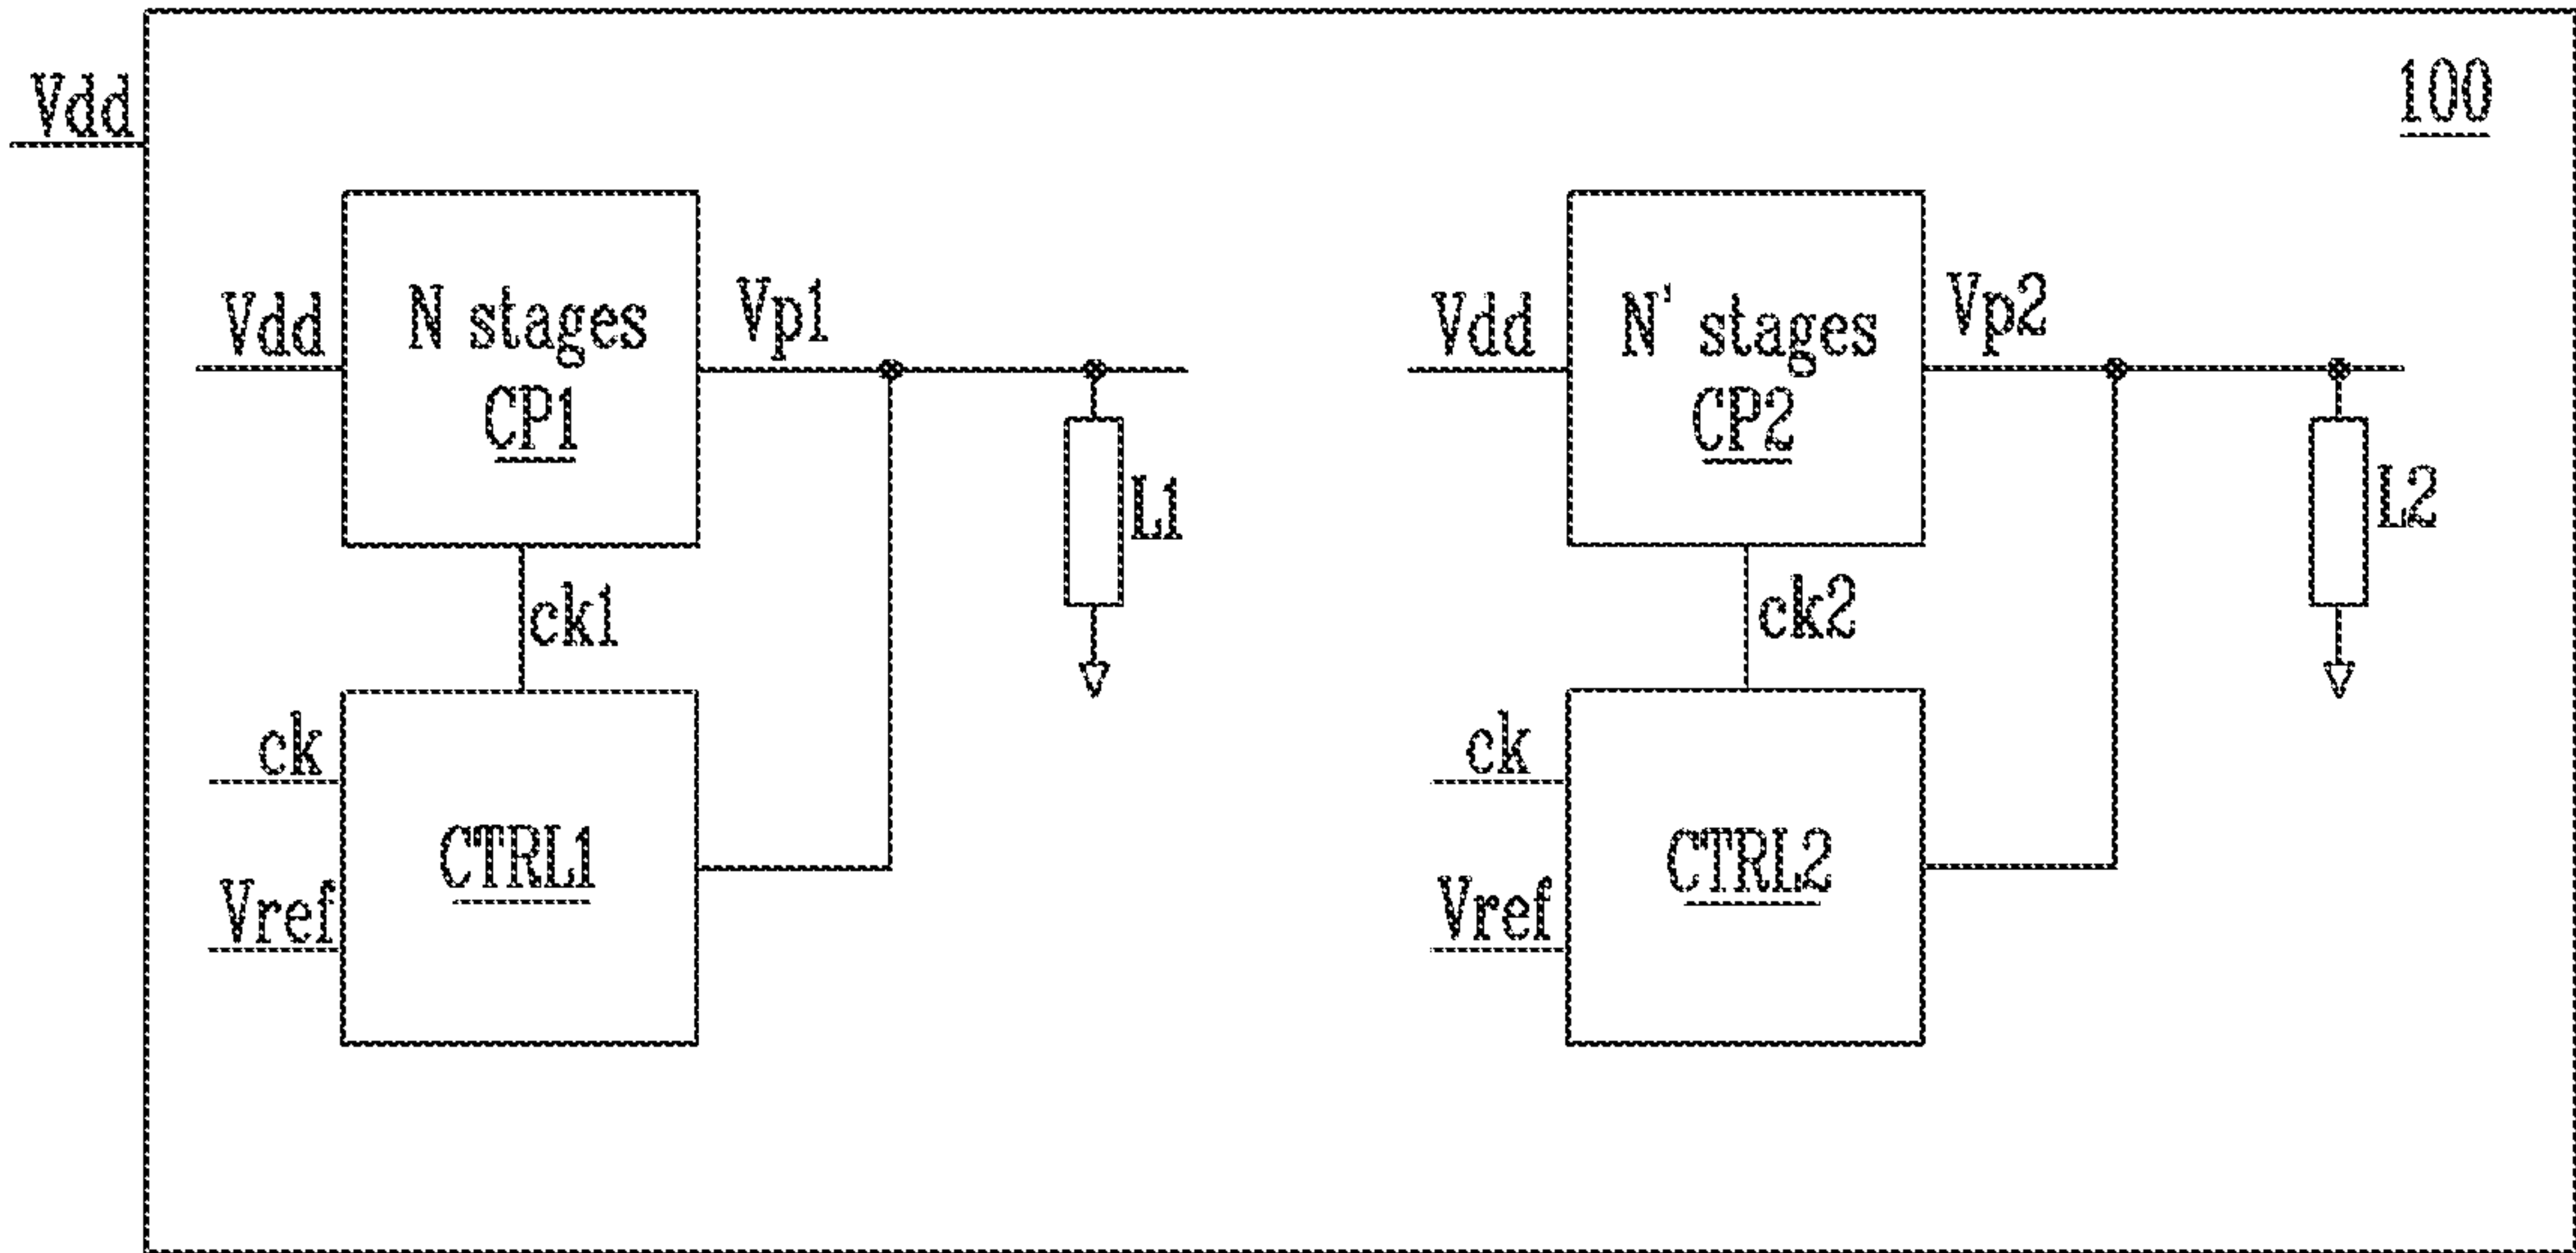 Vdd
100
Vdd
N stages
CP1
Vp1
L1
ck1
ck
Vref
CTRL1
Vdd
N' stages
CP2
Vp2
L2
ck2
ck
Vref
CTRL2